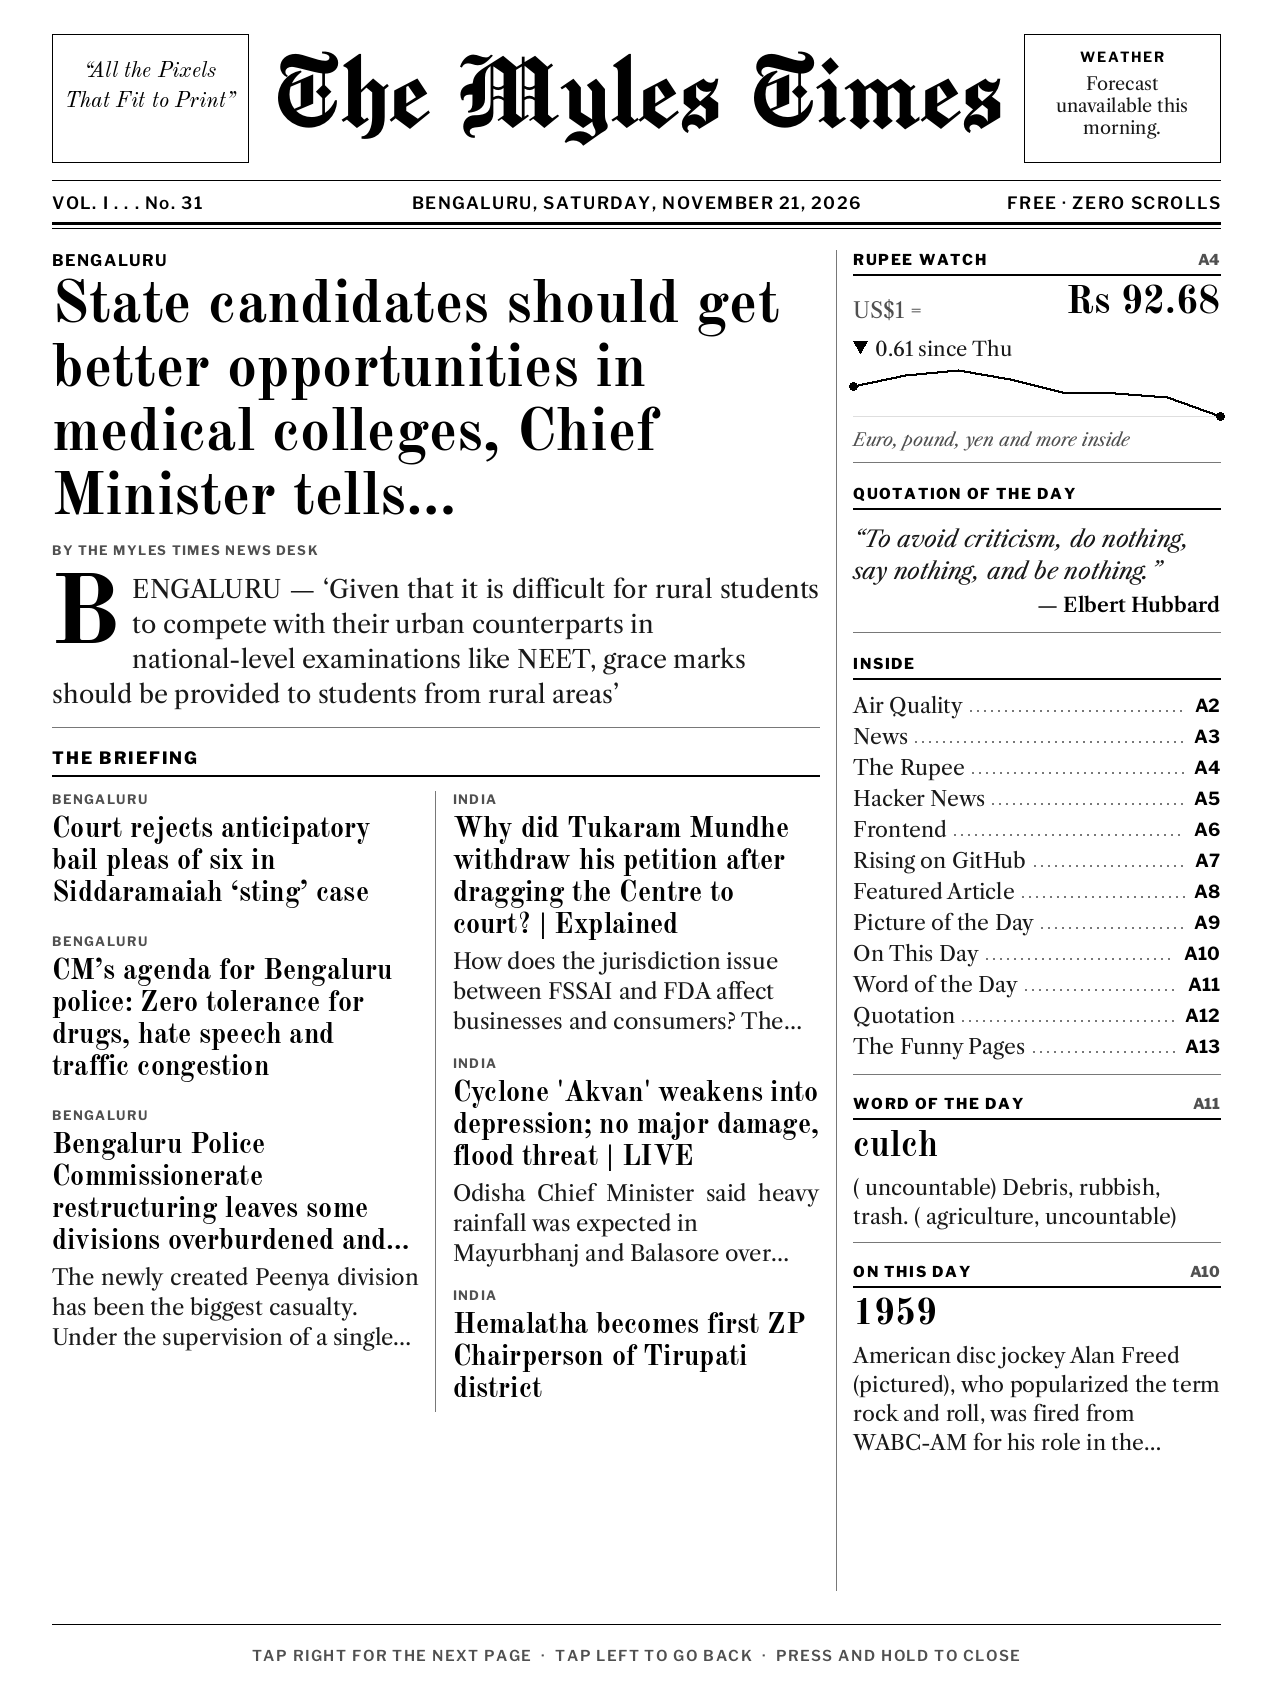 “All the Pixels
That Fit to Print”
The Myles Times
WEATHER
Forecast
unavailable this
morning.
VOL. I . . . No. 31
BENGALURU, SATURDAY, NOVEMBER 21, 2026
FREE · ZERO SCROLLS
BENGALURU
State candidates should get
better opportunities in
medical colleges, Chief
Minister tells…
BY THE MYLES TIMES NEWS DESK
BENGALURU — ‘Given that it is difficult for rural students
to compete with their urban counterparts in
national-level examinations like NEET, grace marks
should be provided to students from rural areas’
THE BRIEFING
BENGALURU
Court rejects anticipatory
bail pleas of six in
Siddaramaiah ‘sting’ case
BENGALURU
CM’s agenda for Bengaluru
police: Zero tolerance for
drugs, hate speech and
traffic congestion
BENGALURU
Bengaluru Police
Commissionerate
restructuring leaves some
divisions overburdened and…
The newly created Peenya division
has been the biggest casualty.
Under the supervision of a single…
INDIA
Why did Tukaram Mundhe
withdraw his petition after
dragging the Centre to
court? | Explained
How does the jurisdiction issue
between FSSAI and FDA affect
businesses and consumers? The…
INDIA
Cyclone 'Akvan' weakens into
depression; no major damage,
flood threat | LIVE
Odisha Chief Minister said heavy
rainfall was expected in
Mayurbhanj and Balasore over…
INDIA
Hemalatha becomes first ZP
Chairperson of Tirupati
district
RUPEE WATCH A4
US$1 = Rs 92.68
▼ 0.61 since Thu
Euro, pound, yen and more inside
QUOTATION OF THE DAY
“To avoid criticism, do nothing,
say nothing, and be nothing.”
— Elbert Hubbard
INSIDE
Air Quality A2
News A3
The Rupee A4
Hacker News A5
Frontend A6
Rising on GitHub A7
Featured Article A8
Picture of the Day A9
On This Day A10
Word of the Day A11
Quotation A12
The Funny Pages A13
WORD OF THE DAY A11
culch
( uncountable) Debris, rubbish,
trash. ( agriculture, uncountable)
ON THIS DAY A10
1959
American disc jockey Alan Freed
(pictured), who popularized the term
rock and roll, was fired from
WABC-AM for his role in the…
TAP RIGHT FOR THE NEXT PAGE · TAP LEFT TO GO BACK · PRESS AND HOLD TO CLOSE